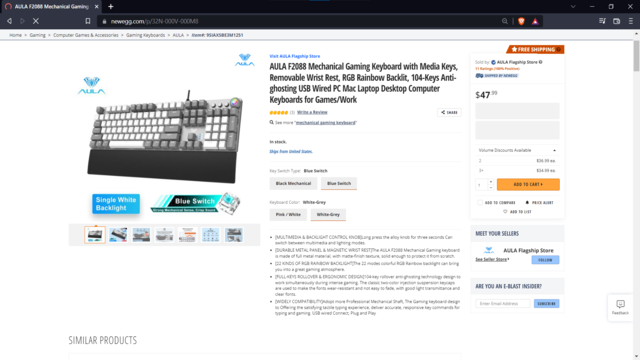 AULA F2088 Mechanical Gaming
newegg.com/p/32N-000V-000M8
Home > Gaming > Computer Games & Accessories > Gaming Keyboards > AULA > Item#: 9SIAX5BE3M1251
AULA
AULA
Single White
Backlight
Blue Switch
Visit AULA Flagship Store
AULA F2088 Mechanical Gaming Keyboard with Media Keys,
Removable Wrist Rest, RGB Rainbow Backlit, 104-Keys Anti-
ghosting USB Wired PC Mac Laptop Desktop Computer
Keyboards for Games/Work
Write a Review
SHARE
See more "mechanical gaming keyboard"
In stock.
Ships from United States.
Key Switch Type: Blue Switch
Black Mechanical
Blue Switch
Keyboard Color: White-Grey
Pink / White
White-Grey
[MULTIMEDIA & BACKLIGHT CONTROL KNOB]Long press the alloy knob for three seconds Can
switch between multimedia and lighting modes
[DURABLE METAL PANEL & MAGNETIC WRIST REST]The AULA F2088 Mechanical Gaming keyboard
is made of full metal material, with matte-finish texture, solid enough to protect it from scratch.
[22 KINDS OF RGB RAINBOW BACKLIGHT]The 22 modes colorful RGB Rainbow backlight can bring
you into a great gaming atmosphere.
[FULL-KEYS ROLLOVER & ERGONOMIC DESIGN]104-key rollover anti-ghosting technology design to
work simultaneously during intense gaming. The classic two-color injection suspension keycaps
are used to make the fonts wear-resistant and not easy to fade, with good light transmittance and
clear fonts.
[WIDELY COMPATIBILITY]Adopts more Professional Mechanical Shaft. The Gaming keyboard design
to Offering the satisfying tactile typing experience, deliver accurate, responsive key commands for
typing and gaming. USB wired Connect, Plug and Play.
FREE SHIPPING
Sold by: AULA Flagship Store
11 Ratings (100% Positive)
SHIPPED BY NEWEGG
$47.99
Volume Discounts Available
2 $36.99 ea
3+ $34.99 ea
1
ADD TO CART
ADD TO COMPARE
PRICE ALERT
ADD TO LIST
MEET YOUR SELLERS
AULA
AULA Flagship Store
See Seller Store
FOLLOW
ARE YOU AN E-BLAST INSIDER?
Enter Email Address
SUBSCRIBE
Feedback
SIMILAR PRODUCTS